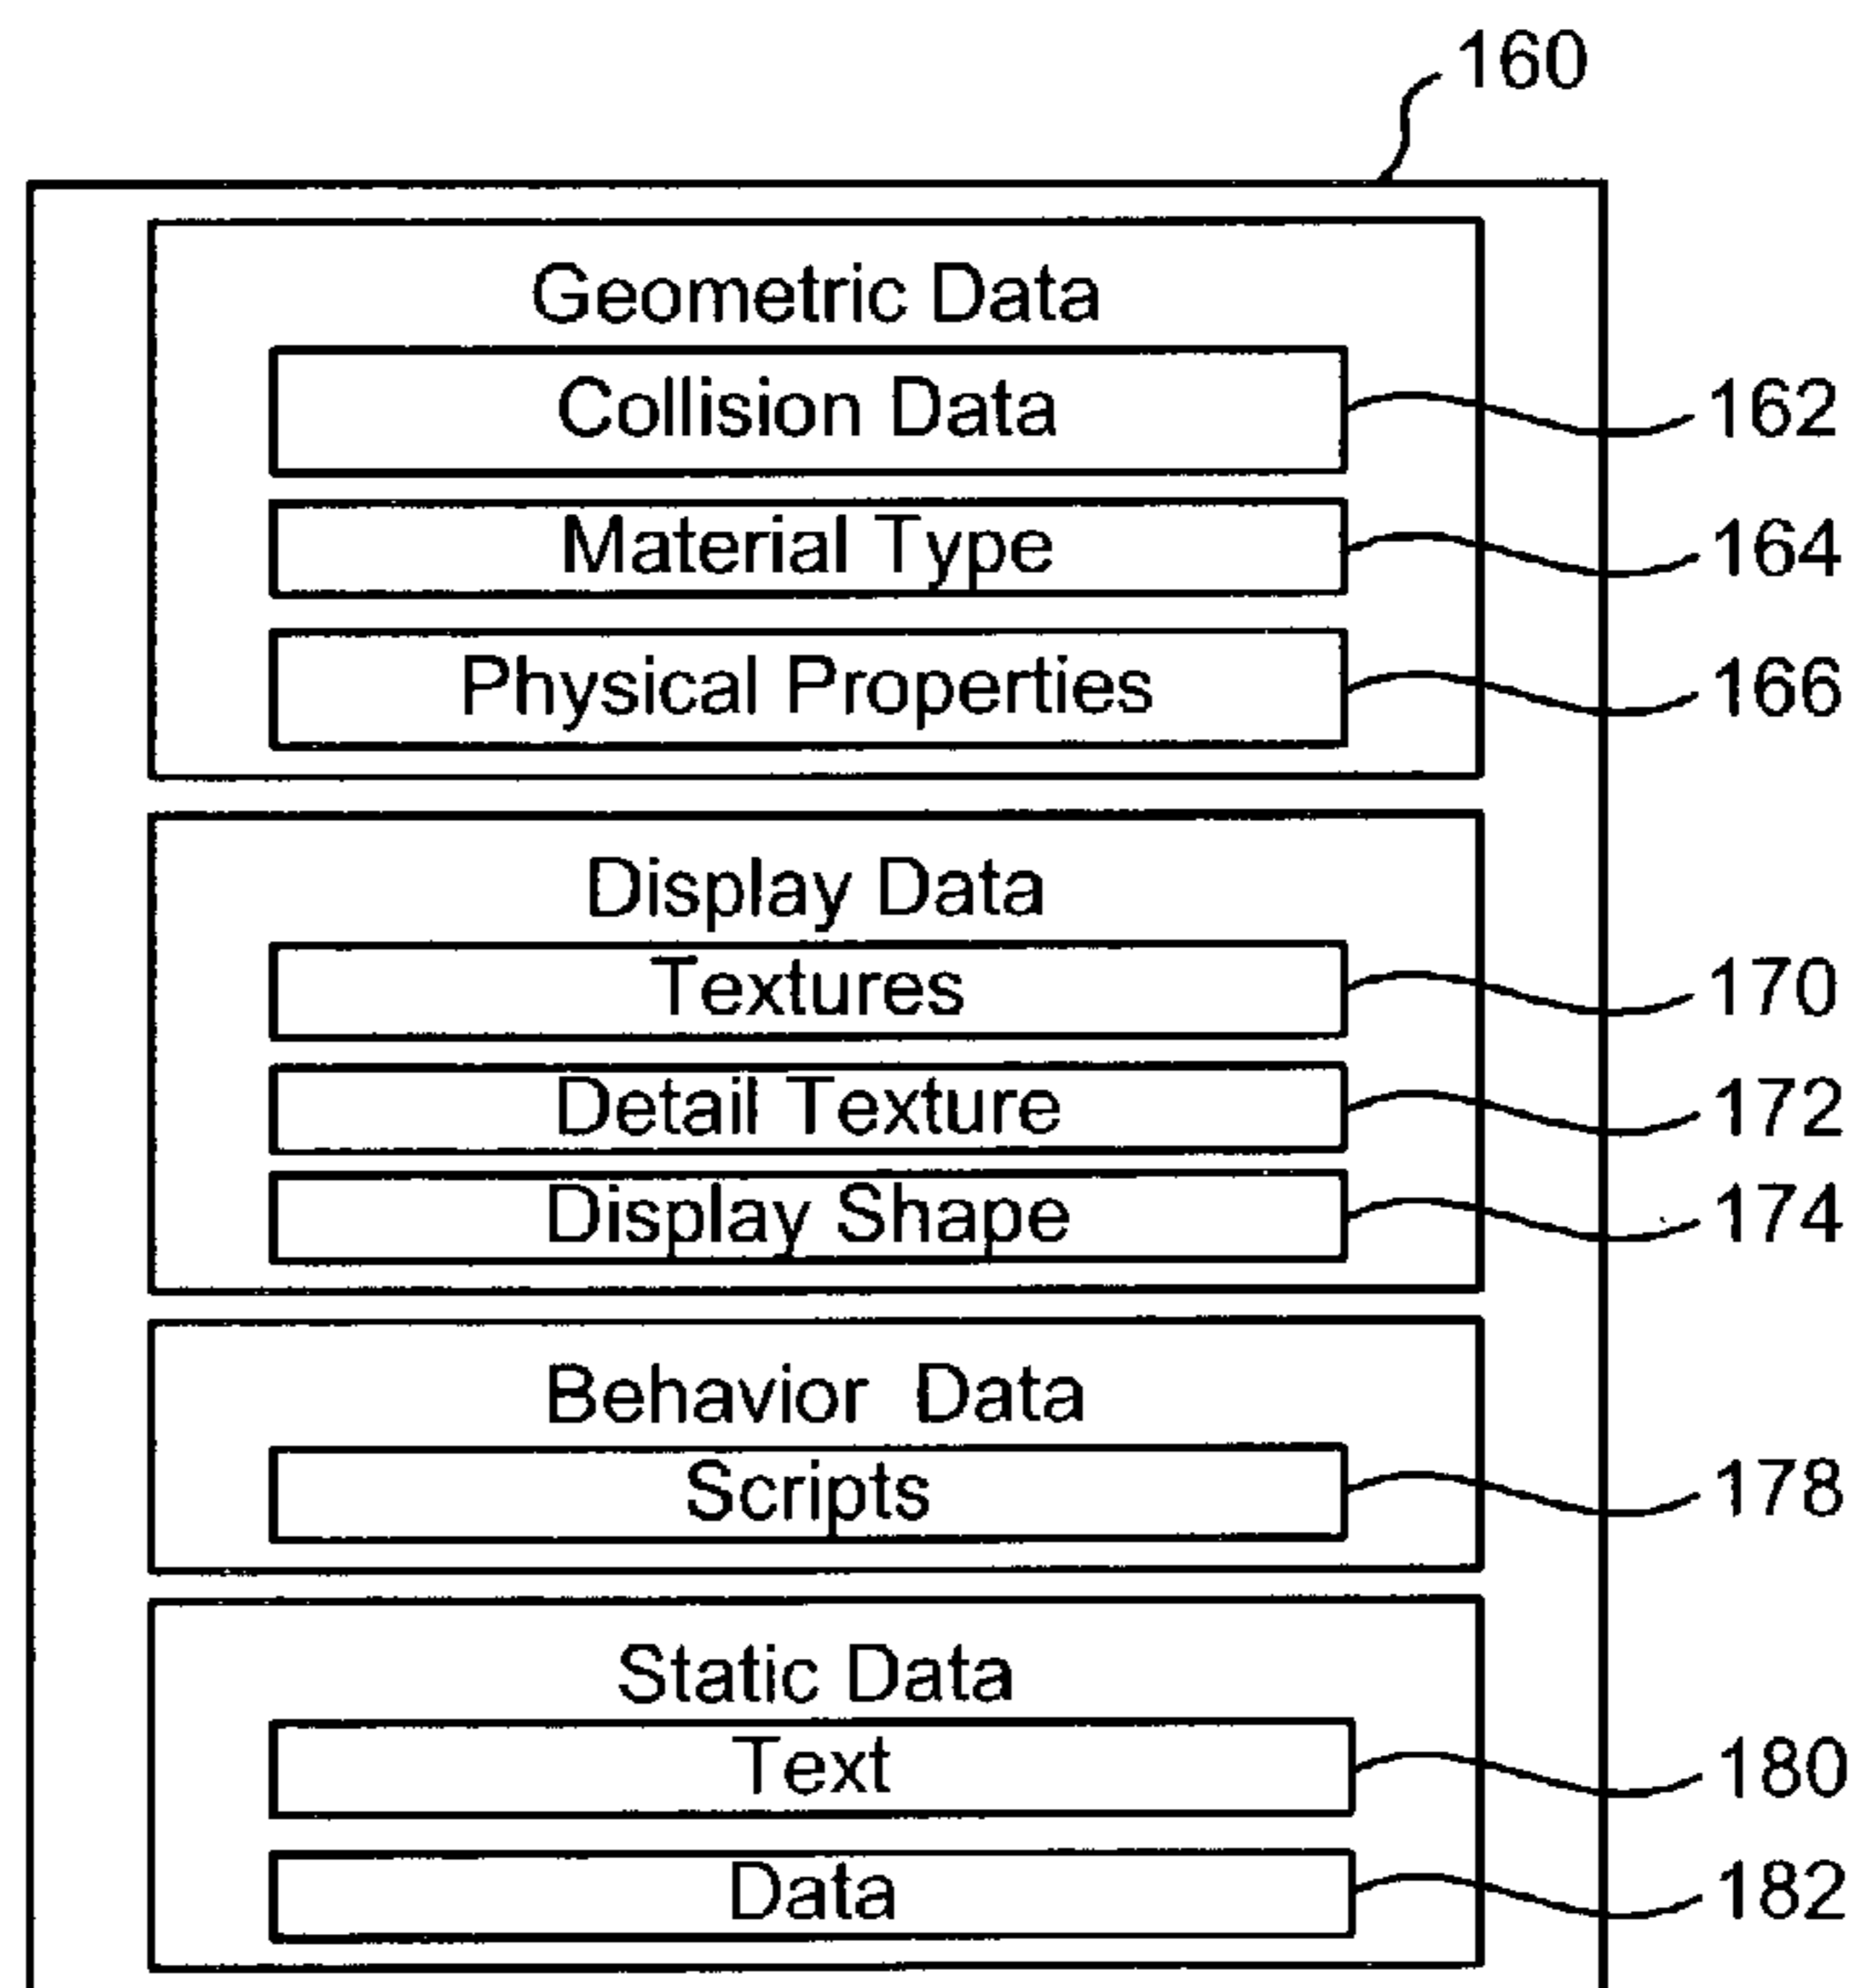 160
Geometric Data
Collision Data 162
Material Type 164
Physical Properties 166
Display Data
Textures 170
Detail Texture 172
Display Shape 174
Behavior Data
Scripts 178
Static Data
Text 180
Data 182